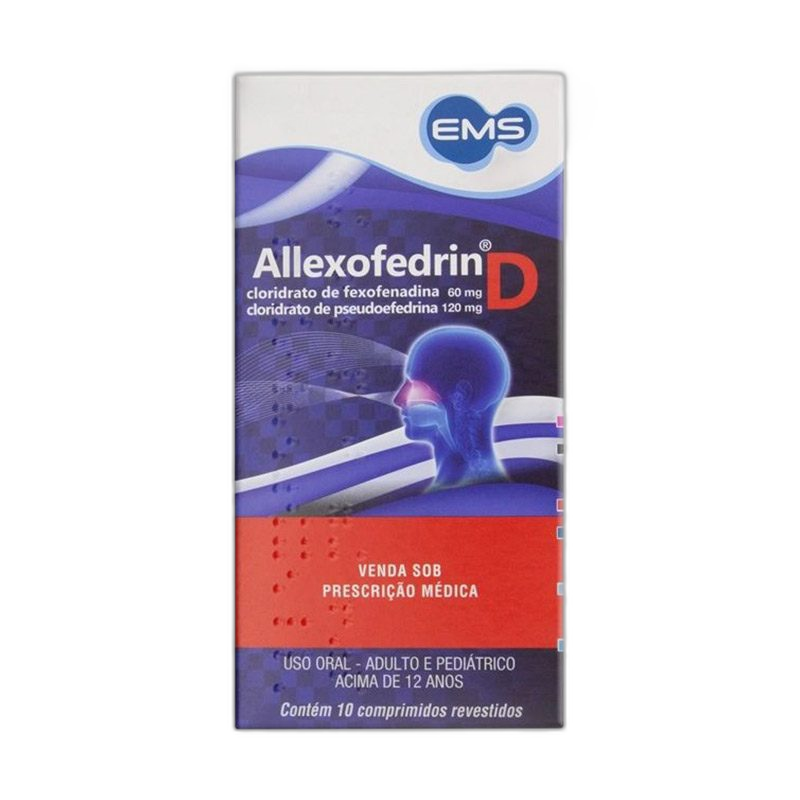 EMS
Allexofedrin® D
cloridrato de fexofenadina 60 mg
cloridrato de pseudoefedrina 120 mg
VENDA SOB
PRESCRIÇÃO MÉDICA
USO ORAL - ADULTO E PEDIÁTRICO
ACIMA DE 12 ANOS
Contém 10 comprimidos revestidos